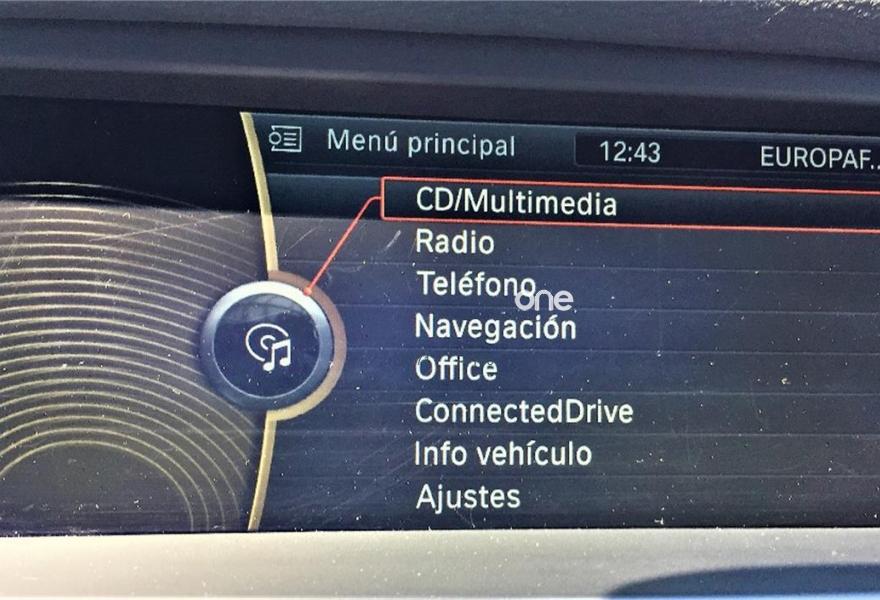 Menú principal 12:43 EUROPAF..
CD/Multimedia
Radio
Teléfono
one
Navegación
Office
ConnectedDrive
Info vehículo
Ajustes